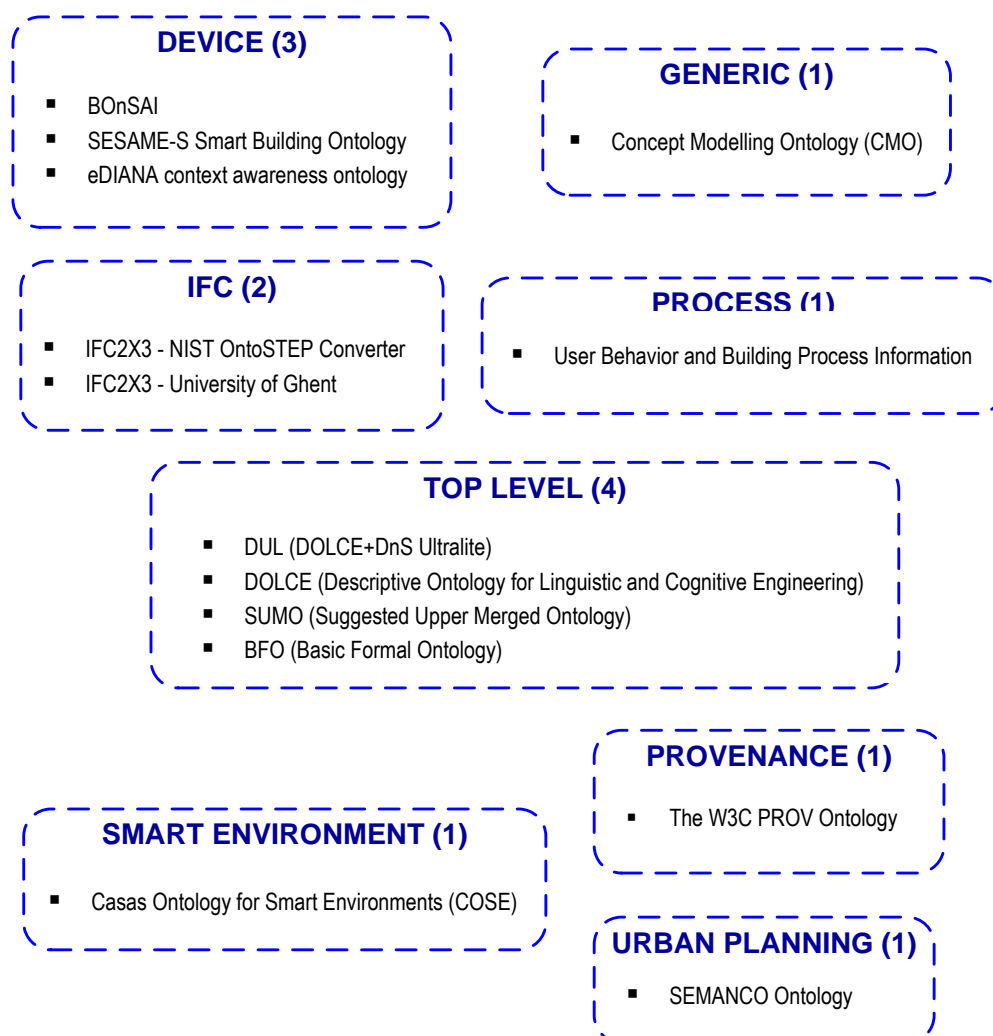 DEVICE (3)
▪ BOnSAI
▪ SESAME-S Smart Building Ontology
▪ eDIANA context awareness ontology
GENERIC (1)
▪ Concept Modelling Ontology (CMO)
IFC (2)
▪ IFC2X3 - NIST OntoSTEP Converter
▪ IFC2X3 - University of Ghent
PROCESS (1)
▪ User Behavior and Building Process Information
TOP LEVEL (4)
▪ DUL (DOLCE+DnS Ultralite)
▪ DOLCE (Descriptive Ontology for Linguistic and Cognitive Engineering)
▪ SUMO (Suggested Upper Merged Ontology)
▪ BFO (Basic Formal Ontology)
PROVENANCE (1)
▪ The W3C PROV Ontology
SMART ENVIRONMENT (1)
▪ Casas Ontology for Smart Environments (COSE)
URBAN PLANNING (1)
▪ SEMANCO Ontology